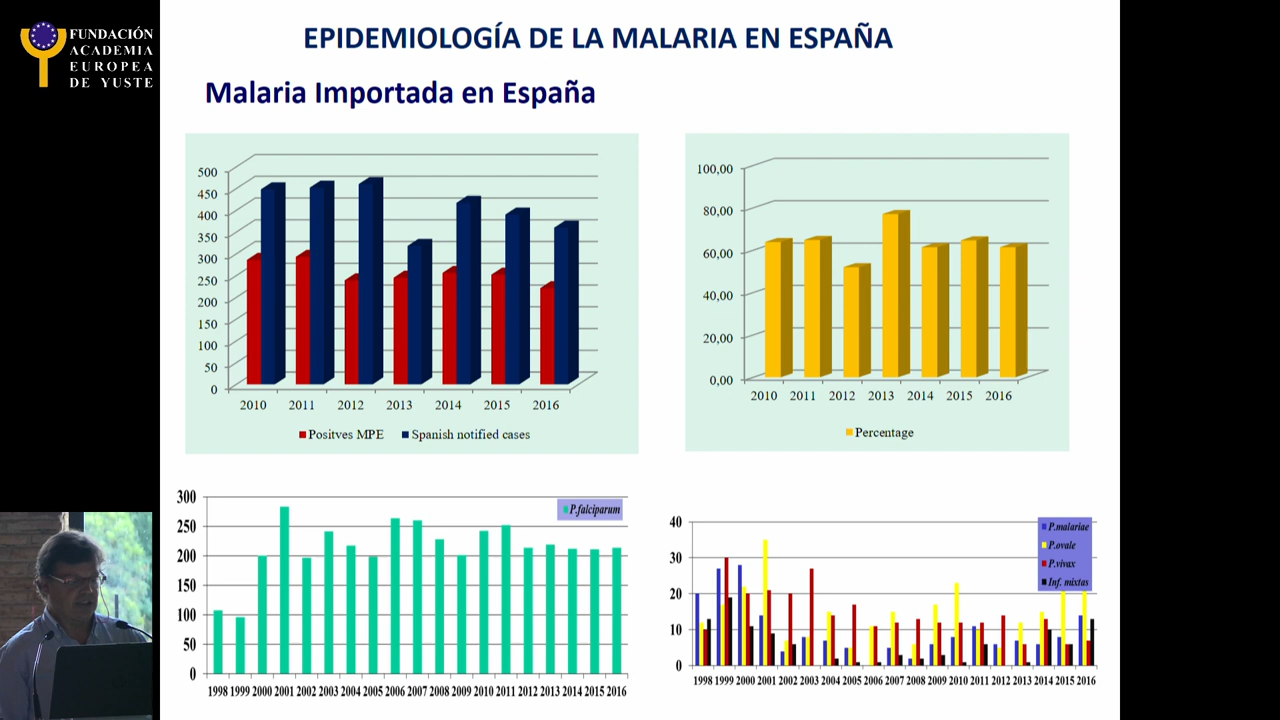 FUNDACIÓN
ACADEMIA
EUROPEA
DE YUSTE
EPIDEMIOLOGÍA DE LA MALARIA EN ESPAÑA
Malaria Importada en España
500
450
400
350
300
250
200
150
100
50
0
2010 2011 2012 2013 2014 2015 2016
Positves MPE Spanish notified cases
100,00
80,00
60,00
40,00
20,00
0,00
2010 2011 2012 2013 2014 2015 2016
Percentage
300
250
200
150
100
50
0
P.falciparum
1998 1999 2000 2001 2002 2003 2004 2005 2006 2007 2008 2009 2010 2011 2012 2013 2014 2015 2016
40
30
20
10
0
P.malariae
P.ovale
P.vivax
Inf. mixtas
1998 1999 2000 2001 2002 2003 2004 2005 2006 2007 2008 2009 2010 2011 2012 2013 2014 2015 2016